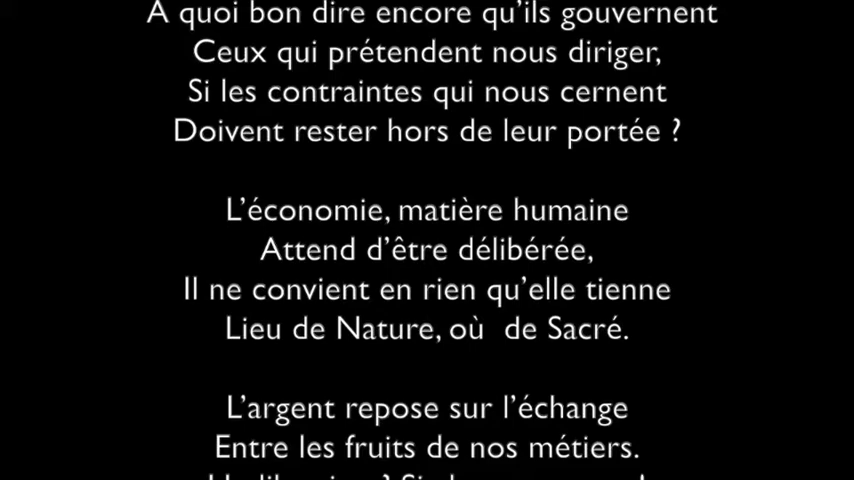 A quoi bon dire encore qu'ils gouvernent
Ceux qui prétendent nous diriger,
Si les contraintes qui nous cernent
Doivent rester hors de leur portée ?
L'économie, matière humaine
Attend d'être délibérée,
Il ne convient en rien qu'elle tienne
Lieu de Nature, où de Sacré.
L'argent repose sur l'échange
Entre les fruits de nos métiers.